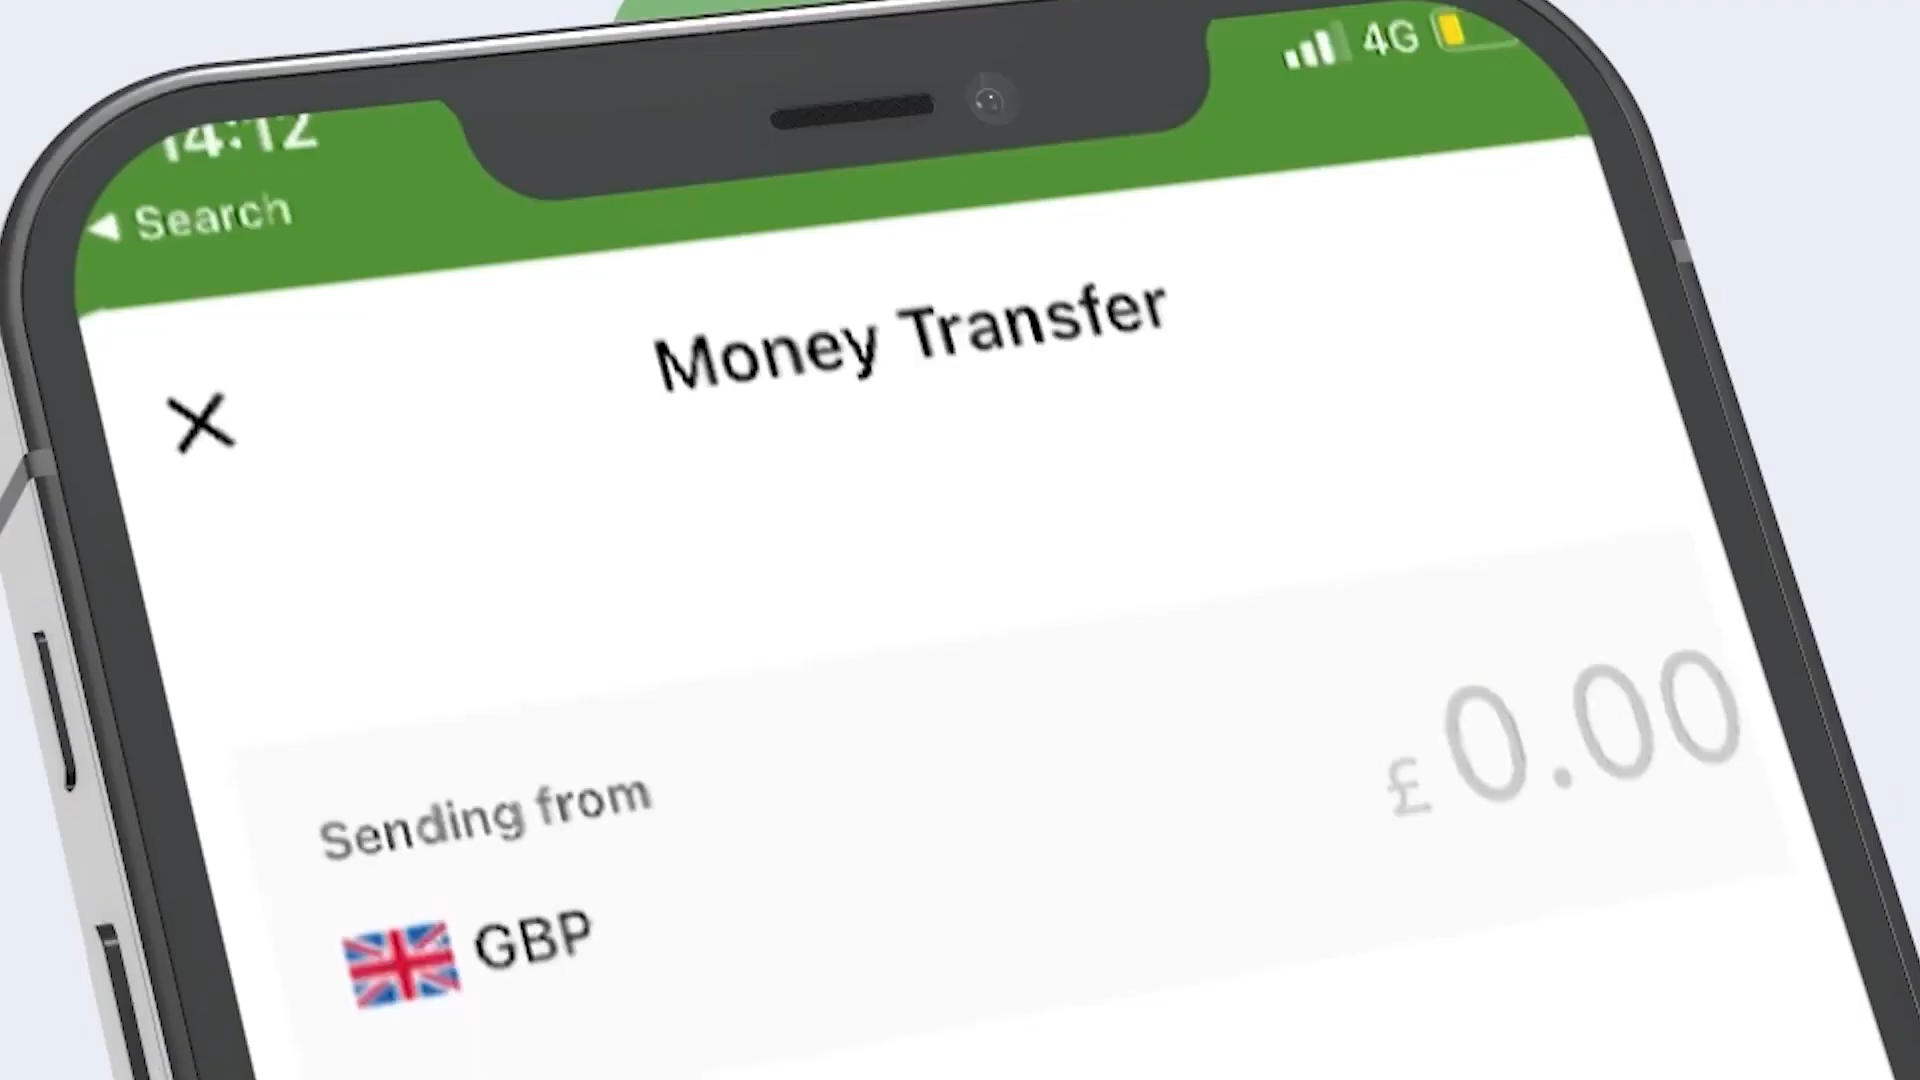 14:12
4G
Search
Money Transfer
£0.00
Sending from
GBP